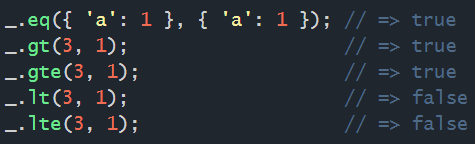 _.eq({ 'a': 1 }, { 'a': 1 }); // => true
_.gt(3, 1);                   // => true
_.gte(3, 1);                  // => true
_.lt(3, 1);                   // => false
_.lte(3, 1);                  // => false